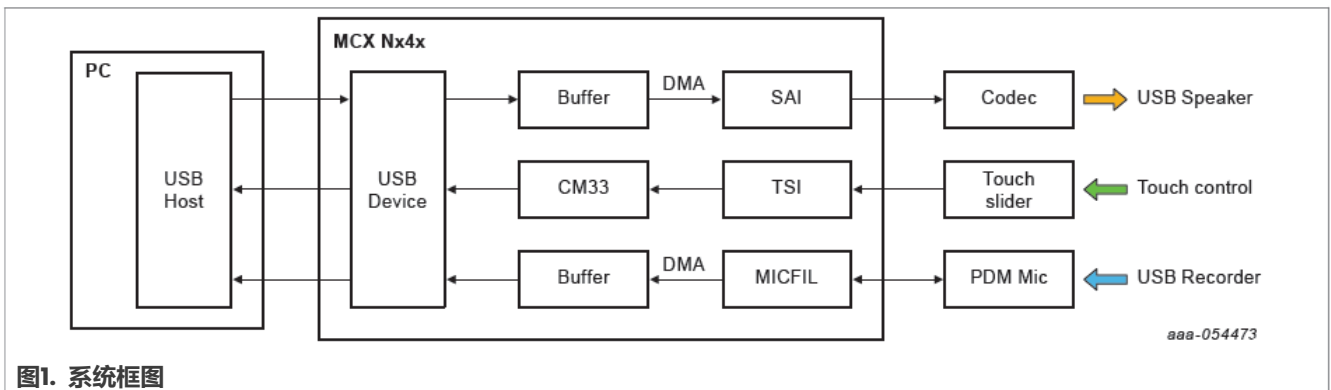 MCX Nx4x
PC
USB
Host
USB
Device
Buffer
DMA
SAI
Codec
USB Speaker
CM33
TSI
Touch
slider
Touch control
Buffer
DMA
MICFIL
PDM Mic
USB Recorder
aaa-054473
图1. 系统框图